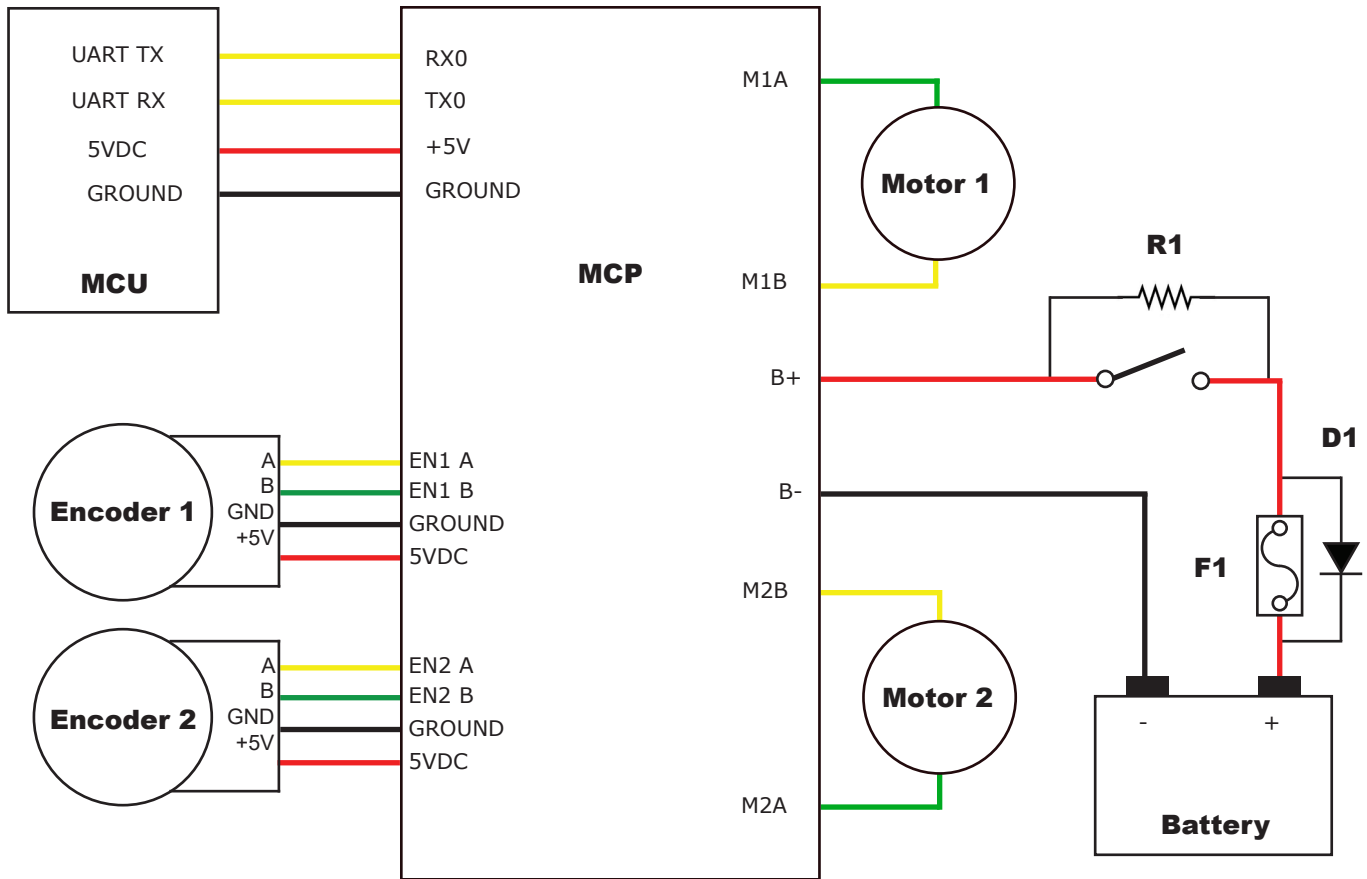 UART TX
UART RX
5VDC
GROUND
MCU
RX0
TX0
+5V
GROUND
MCP
M1A
M1B
B+
B-
M2B
M2A
Motor 1
R1
D1
F1
Encoder 1
A
B
GND
+5V
EN1 A
EN1 B
GROUND
5VDC
Encoder 2
A
B
GND
+5V
EN2 A
EN2 B
GROUND
5VDC
Motor 2
- +
Battery